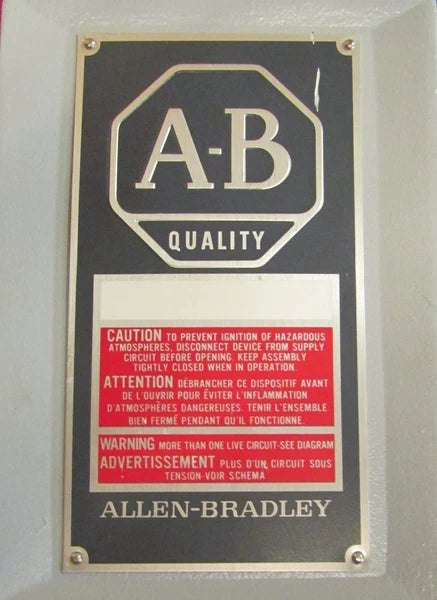 A-B
QUALITY
CAUTION TO PREVENT IGNITION OF HAZARDOUS
ATMOSPHERES, DISCONNECT DEVICE FROM SUPPLY
CIRCUIT BEFORE OPENING. KEEP ASSEMBLY
TIGHTLY CLOSED WHEN IN OPERATION.
ATTENTION DÉBRANCHER CE DISPOSITIF AVANT
DE L'OUVRIR POUR ÉVITER L'INFLAMMATION
D'ATMOSPHÈRES DANGEREUSES. TENIR L'ENSEMBLE
BIEN FERMÉ PENDANT QU'IL FONCTIONNE.
WARNING MORE THAN ONE LIVE CIRCUIT-SEE DIAGRAM
ADVERTISSEMENT PLUS D'UN CIRCUIT SOUS
TENSION-VOIR SCHEMA
ALLEN-BRADLEY